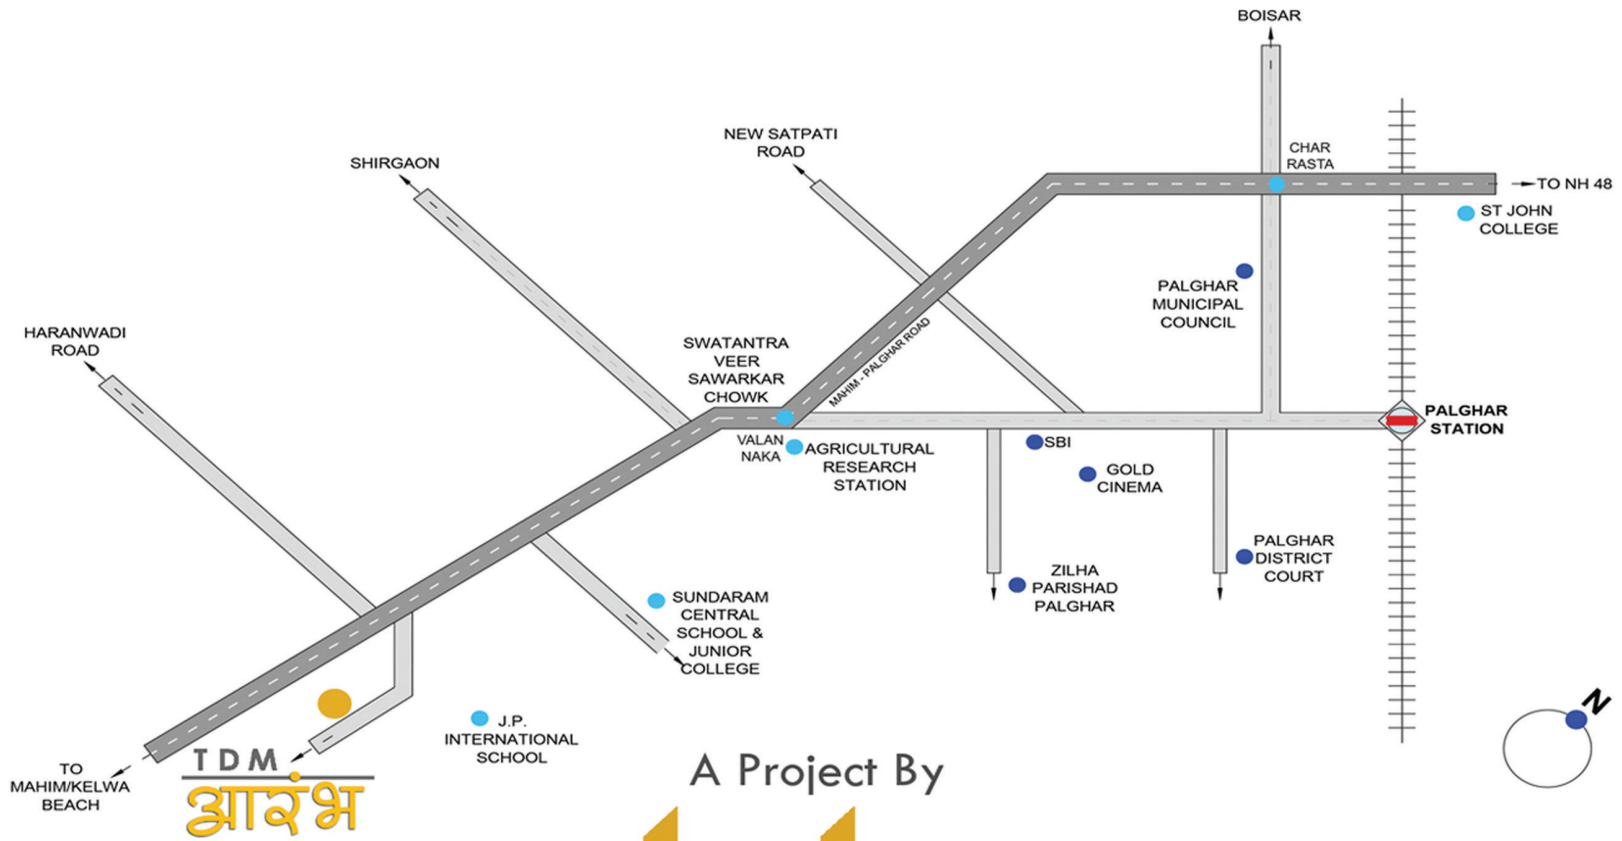 BOISAR
NEW SATPATI
ROAD
CHAR
RASTA
SHIRGAON
TO NH 48
ST JOHN
COLLEGE
PALGHAR
MUNICIPAL
COUNCIL
HARANWADI
ROAD
SWATANTRA
VEER
SAWARKAR
CHOWK
MAHIM - PALGHAR ROAD
PALGHAR
STATION
VALAN
NAKA
AGRICULTURAL
RESEARCH
STATION
SBI
GOLD
CINEMA
PALGHAR
DISTRICT
COURT
ZILHA
PARISHAD
PALGHAR
SUNDARAM
CENTRAL
SCHOOL &
JUNIOR
COLLEGE
J.P.
INTERNATIONAL
SCHOOL
N
TO
MAHIM/KELWA
BEACH
TDM
आरंभ
A Project By